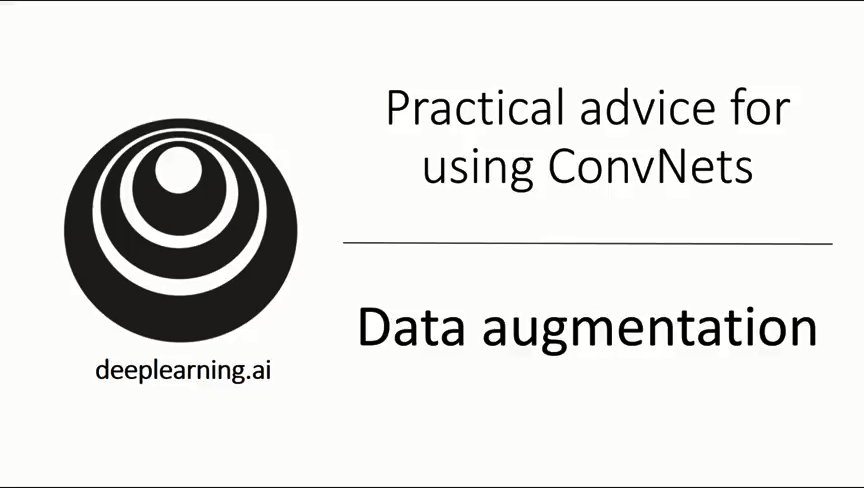 Practical advice for
using ConvNets
Data augmentation
deeplearning.ai